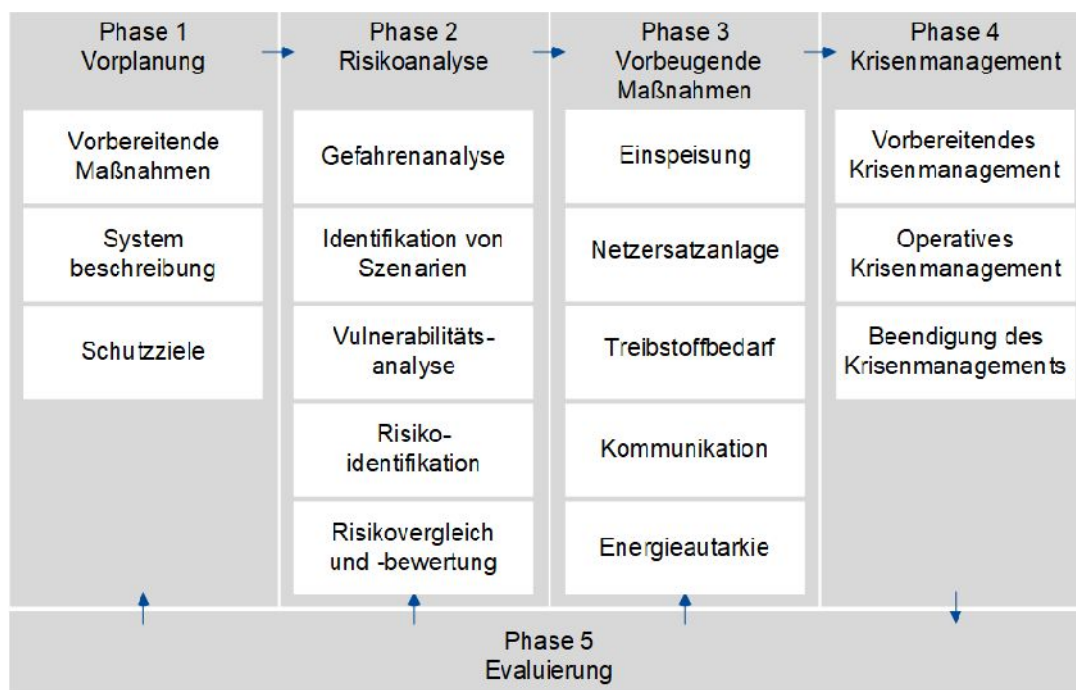 Phase 1
Vorplanung
Vorbereitende
Maßnahmen
System
beschreibung
Schutzziele
Phase 2
Risikoanalyse
Gefahrenanalyse
Identifikation von
Szenarien
Vulnerabilitäts-
analyse
Risiko-
identifikation
Risikovergleich
und -bewertung
Phase 3
Vorbeugende
Maßnahmen
Einspeisung
Netzersatzanlage
Treibstoffbedarf
Kommunikation
Energieautarkie
Phase 4
Krisenmanagement
Vorbereitendes
Krisenmanagement
Operatives
Krisenmanagement
Beendigung des
Krisenmanagements
Phase 5
Evaluierung